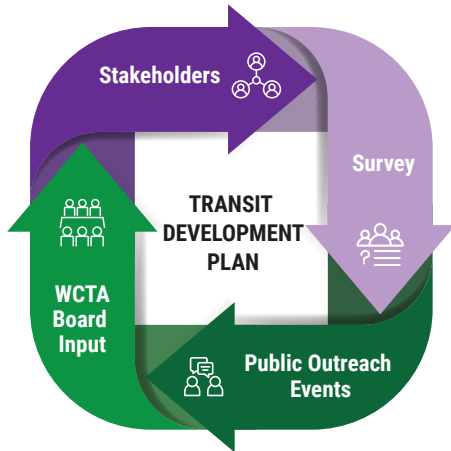 Stakeholders
Survey
TRANSIT
DEVELOPMENT
PLAN
WCTA
Board
Input
Public Outreach
Events